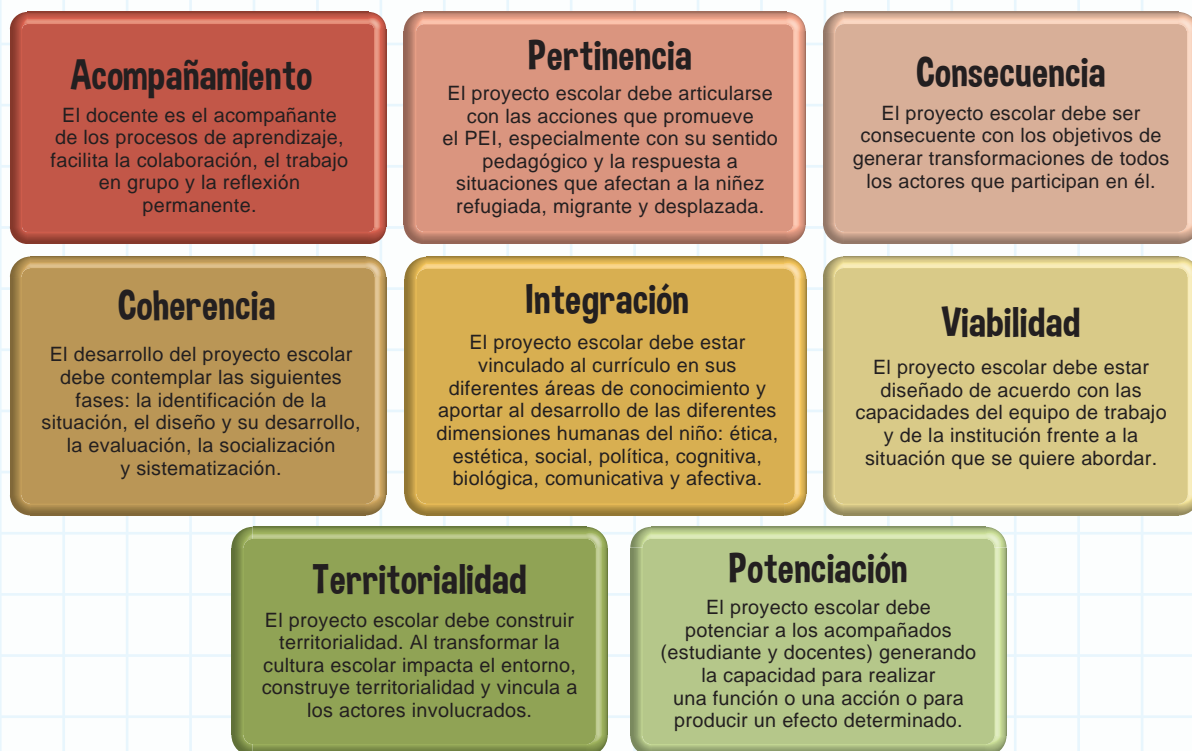 Acompañamiento
El docente es el acompañante
de los procesos de aprendizaje,
facilita la colaboración, el trabajo
en grupo y la reflexión
permanente.
Pertinencia
El proyecto escolar debe articularse
con las acciones que promueve
el PEI, especialmente con su sentido
pedagógico y la respuesta a
situaciones que afectan a la niñez
refugiada, migrante y desplazada.
Consecuencia
El proyecto escolar debe ser
consecuente con los objetivos de
generar transformaciones de todos
los actores que participan en él.
Coherencia
El desarrollo del proyecto escolar
debe contemplar las siguientes
fases: la identificación de la
situación, el diseño y su desarrollo,
la evaluación, la socialización
y sistematización.
Integración
El proyecto escolar debe estar
vinculado al currículo en sus
diferentes áreas de conocimiento y
aportar al desarrollo de las diferentes
dimensiones humanas del niño: ética,
estética, social, política, cognitiva,
biológica, comunicativa y afectiva.
Viabilidad
El proyecto escolar debe estar
diseñado de acuerdo con las
capacidades del equipo de trabajo
y de la institución frente a la
situación que se quiere abordar.
Territorialidad
El proyecto escolar debe construir
territorialidad. Al transformar la
cultura escolar impacta el entorno,
construye territorialidad y vincula a
los actores involucrados.
Potenciación
El proyecto escolar debe
potenciar a los acompañados
(estudiante y docentes) generando
la capacidad para realizar
una función o una acción o para
producir un efecto determinado.